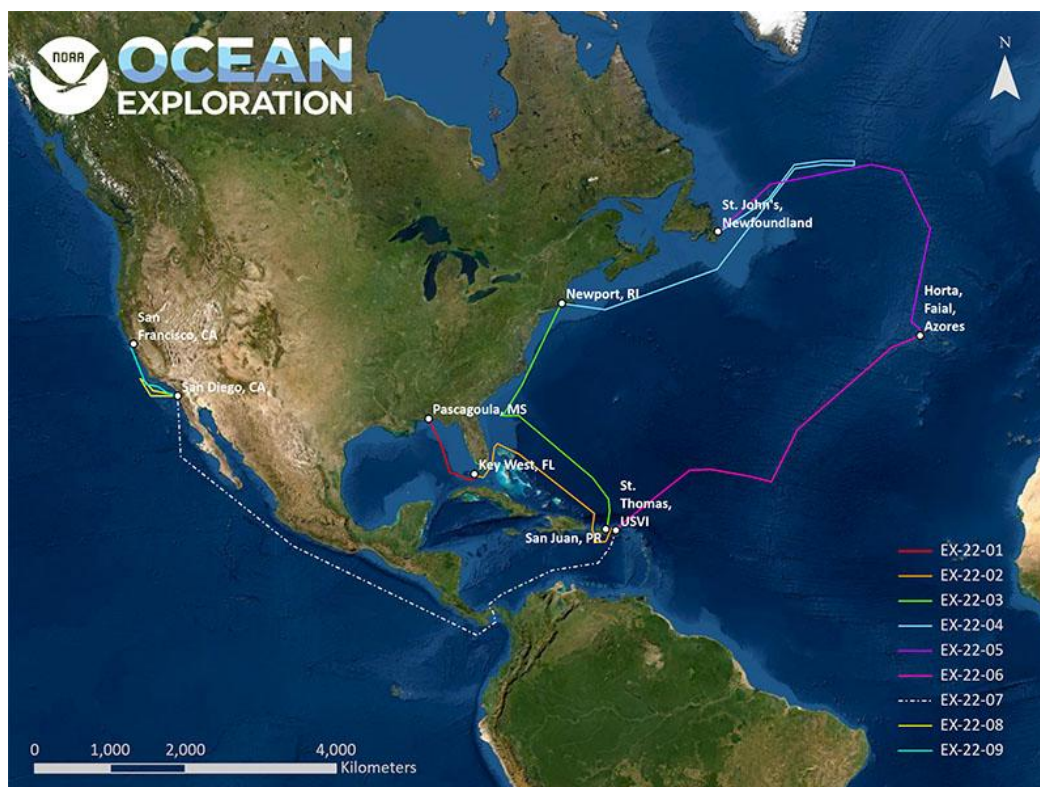 NOAA
OCEAN
EXPLORATION
N
St. John's,
Newfoundland
Newport, RI
Horta,
Faial,
Azores
San
Francisco, CA
San Diego, CA
Pascagoula, MS
Key West, FL
St.
Thomas,
USVI
San Juan, PR
EX-22-01
EX-22-02
EX-22-03
EX-22-04
EX-22-05
EX-22-06
EX-22-07
EX-22-08
EX-22-09
0 1,000 2,000 4,000
Kilometers